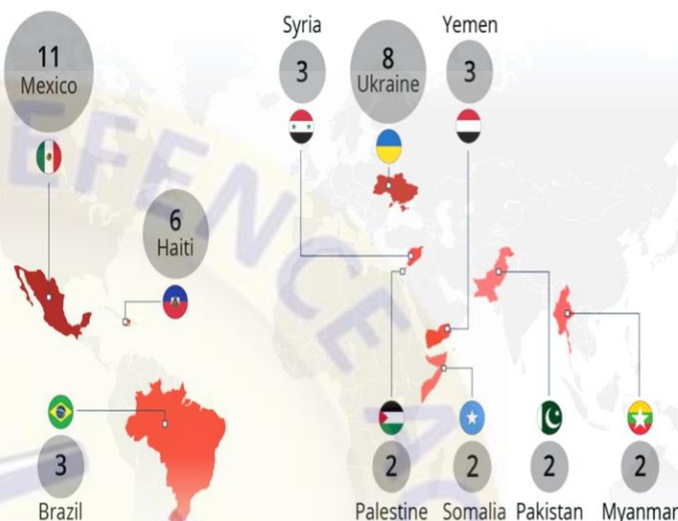 11
Mexico
Syria
3
8
Ukraine
Yemen
3
6
Haiti
3
Brazil
2
Palestine
2
Somalia
2
Pakistan
2
Myanmar